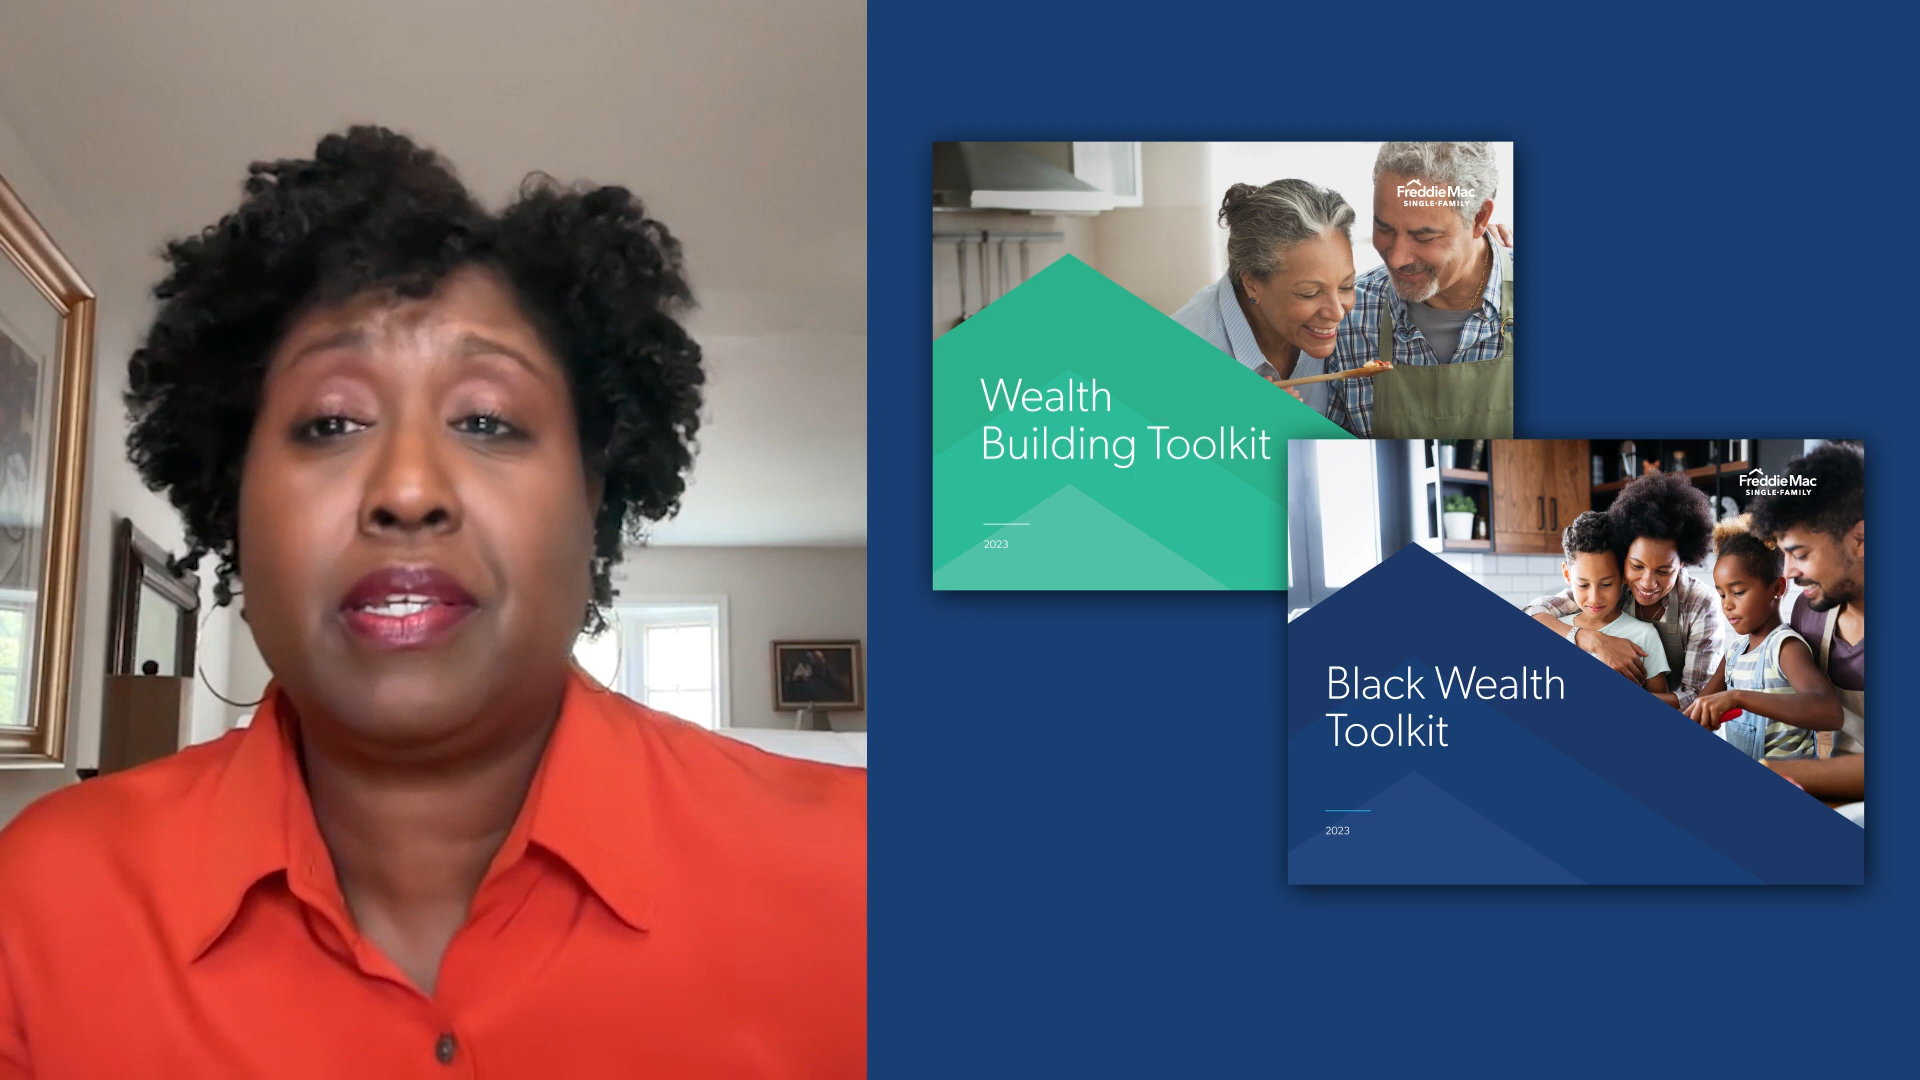 Freddie Mac
SINGLE-FAMILY
Wealth
Building Toolkit
2023
Freddie Mac
SINGLE-FAMILY
Black Wealth
Toolkit
2023